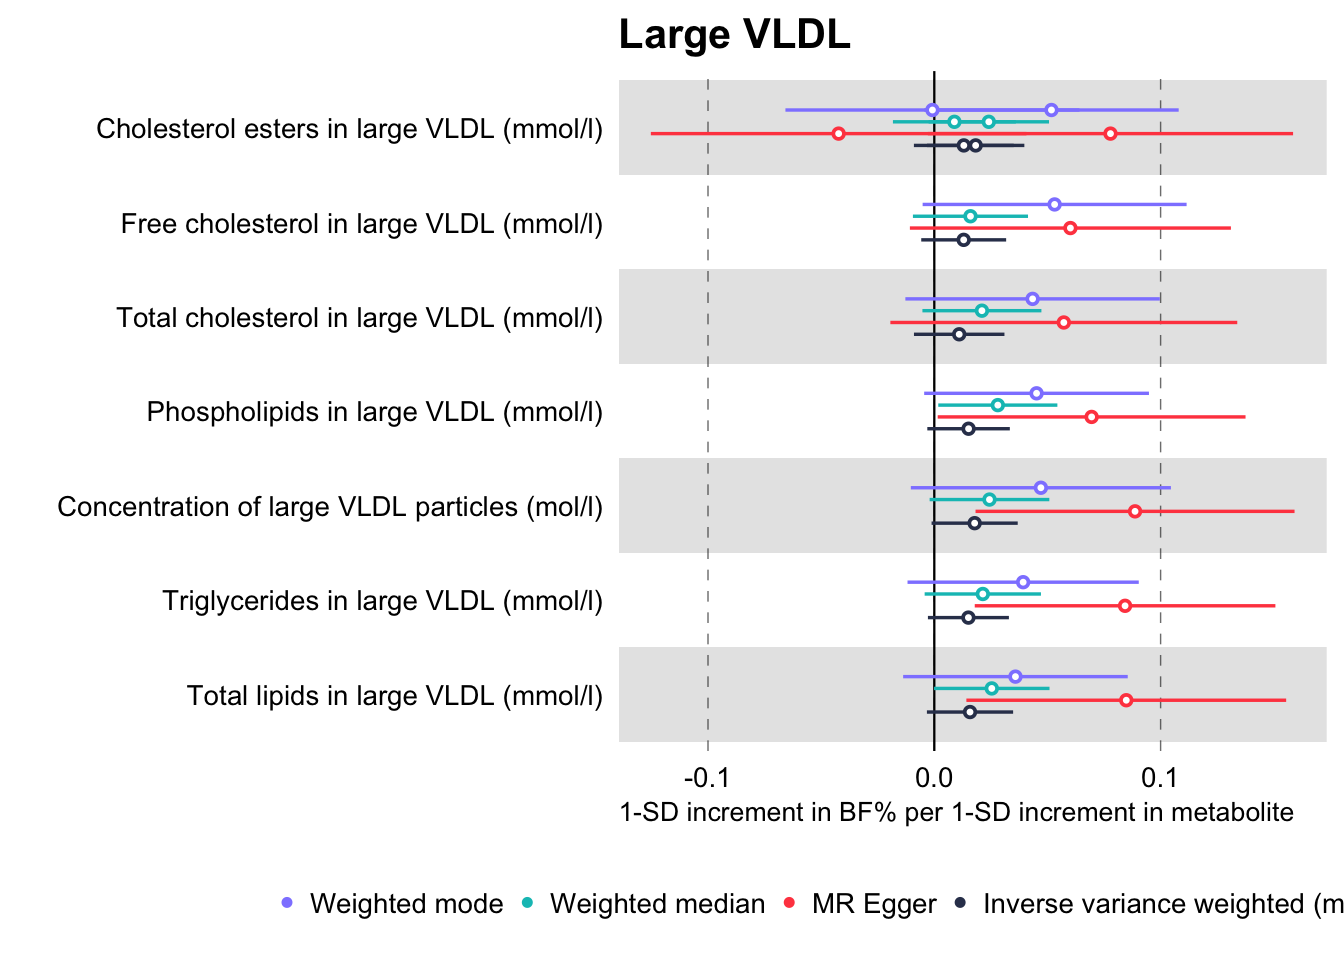 Large VLDL
Cholesterol esters in large VLDL (mmol/l)
Free cholesterol in large VLDL (mmol/l)
Total cholesterol in large VLDL (mmol/l)
Phospholipids in large VLDL (mmol/l)
Concentration of large VLDL particles (mol/l)
Triglycerides in large VLDL (mmol/l)
Total lipids in large VLDL (mmol/l)
-0.1 0.0 0.1
1-SD increment in BF% per 1-SD increment in metabolite
Weighted mode Weighted median MR Egger Inverse variance weighted (m